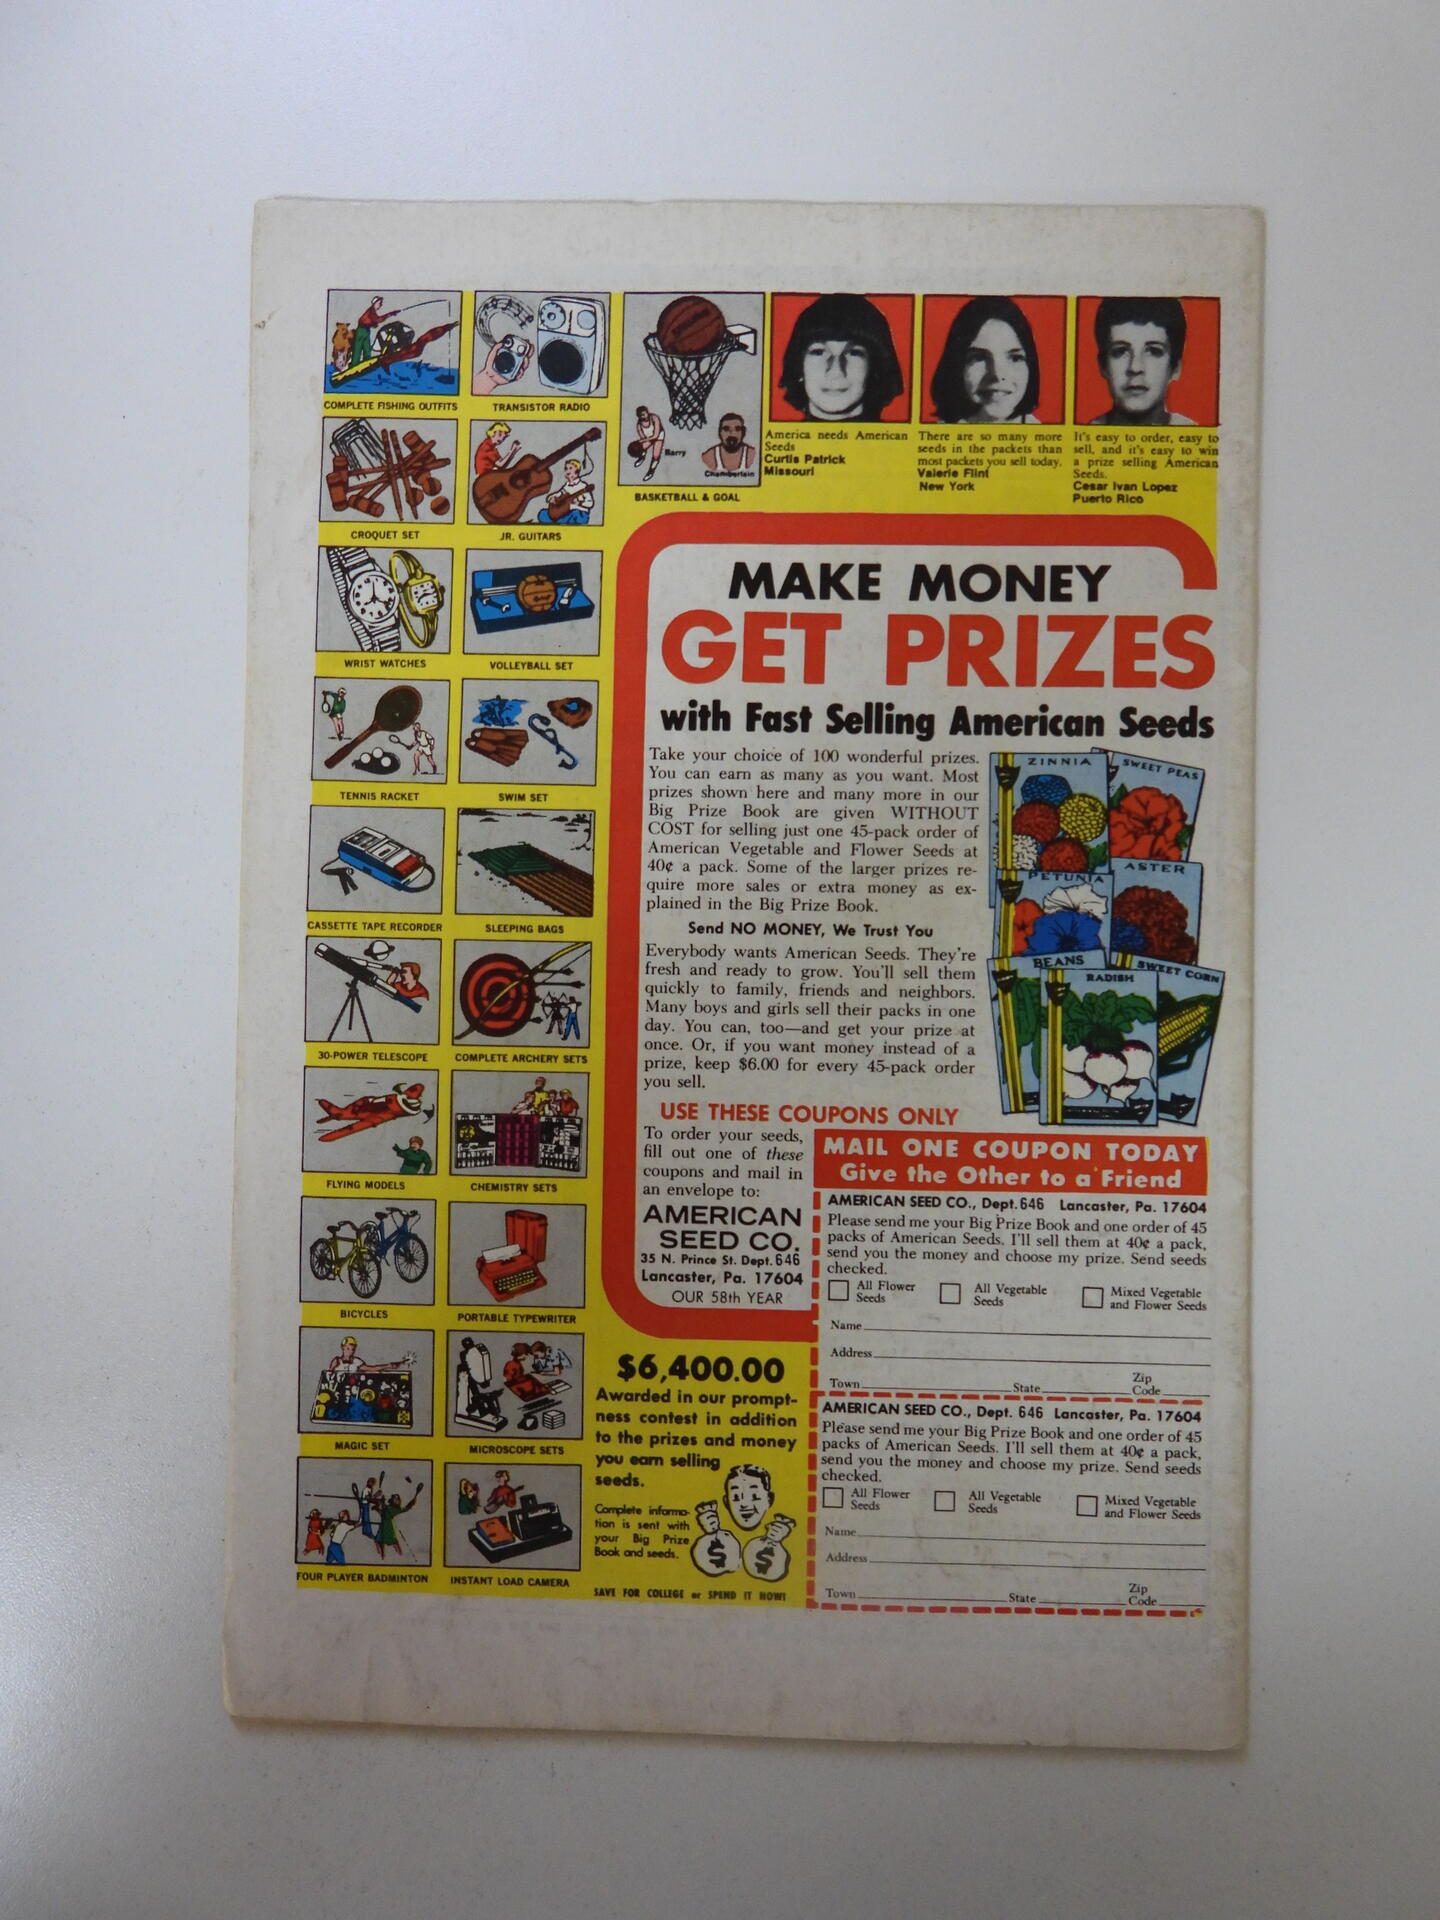 COMPLETE FISHING OUTFITS
TRANSISTOR RADIO
CROQUET SET
JR. GUITARS
WRIST WATCHES
VOLLEYBALL SET
TENNIS RACKET
SWIM SET
CASSETTE TAPE RECORDER
SLEEPING BAGS
30-POWER TELESCOPE
COMPLETE ARCHERY SETS
FLYING MODELS
CHEMISTRY SETS
BICYCLES
PORTABLE TYPEWRITER
MAGIC SET
MICROSCOPE SETS
FOUR PLAYER BADMINTON
INSTANT LOAD CAMERA
Barry
Chamberlain
BASKETBALL & GOAL
America needs American
Seeds
Curtis Patrick
Missouri
There are so many more
seeds in the packets than
most packets you sell today.
Valerie Flint
New York
It's easy to order, easy to
sell, and it's easy to win
a prize selling American
Seeds.
Cesar Ivan Lopez
Puerto Rico
MAKE MONEY
GET PRIZES
with Fast Selling American Seeds
Take your choice of 100 wonderful prizes.
You can earn as many as you want. Most
prizes shown here and many more in our
Big Prize Book are given WITHOUT
COST for selling just one 45-pack order of
American Vegetable and Flower Seeds at
40¢ a pack. Some of the larger prizes re-
quire more sales or extra money as ex-
plained in the Big Prize Book.
Send NO MONEY, We Trust You
Everybody wants American Seeds. They're
fresh and ready to grow. You'll sell them
quickly to family, friends and neighbors.
Many boys and girls sell their packs in one
day. You can, too—and get your prize at
once. Or, if you want money instead of a
prize, keep $6.00 for every 45-pack order
you sell.
ZINNIA
SWEET PEAS
PETUNIA
ASTER
BEANS
RADISH
SWEET CORN
USE THESE COUPONS ONLY
To order your seeds,
fill out one of these
coupons and mail in
an envelope to:
AMERICAN
SEED CO.
35 N. Prince St. Dept. 646
Lancaster, Pa. 17604
OUR 58th YEAR
MAIL ONE COUPON TODAY
Give the Other to a Friend
AMERICAN SEED CO., Dept. 646 Lancaster, Pa. 17604
Please send me your Big Prize Book and one order of 45
packs of American Seeds. I'll sell them at 40¢ a pack,
send you the money and choose my prize. Send seeds
checked.
All Flower
Seeds
All Vegetable
Seeds
Mixed Vegetable
and Flower Seeds
Name
Address
Town State Zip
Code
AMERICAN SEED CO., Dept. 646 Lancaster, Pa. 17604
Please send me your Big Prize Book and one order of 45
packs of American Seeds. I'll sell them at 40¢ a pack,
send you the money and choose my prize. Send seeds
checked.
All Flower
Seeds
All Vegetable
Seeds
Mixed Vegetable
and Flower Seeds
Name
Address
Town State Zip
Code
$6,400.00
Awarded in our prompt-
ness contest in addition
to the prizes and money
you earn selling
seeds.
Complete informa-
tion is sent with
your Big Prize
Book and seeds.
$ $
SAVE FOR COLLEGE or SPEND IT NOW!